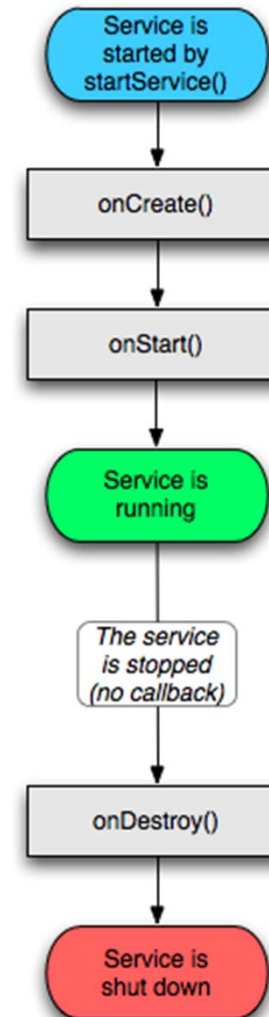 Service is
started by
startService()
onCreate()
onStart()
Service is
running
The service
is stopped
(no callback)
onDestroy()
Service is
shut down